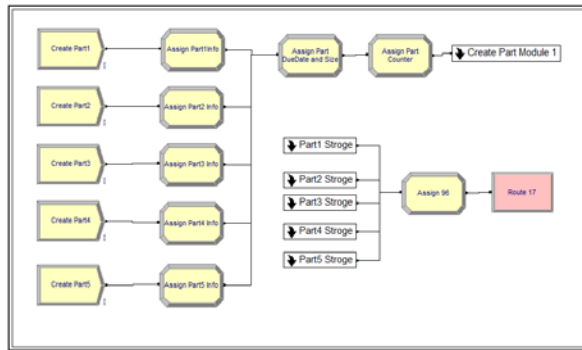 Create Part1
Assign Part1Info
Assign Part
DueDate and Size
Assign Part
Counter
Create Part Module 1
Create Part2
Assign Part2 Info
Create Part3
Assign Part3 Info
Create Part4
Assign Part4 Info
Create Part5
Assign Part5 Info
Part1 Stroge
Part2 Stroge
Part3 Stroge
Part4 Stroge
Part5 Stroge
Assign 96
Route 17